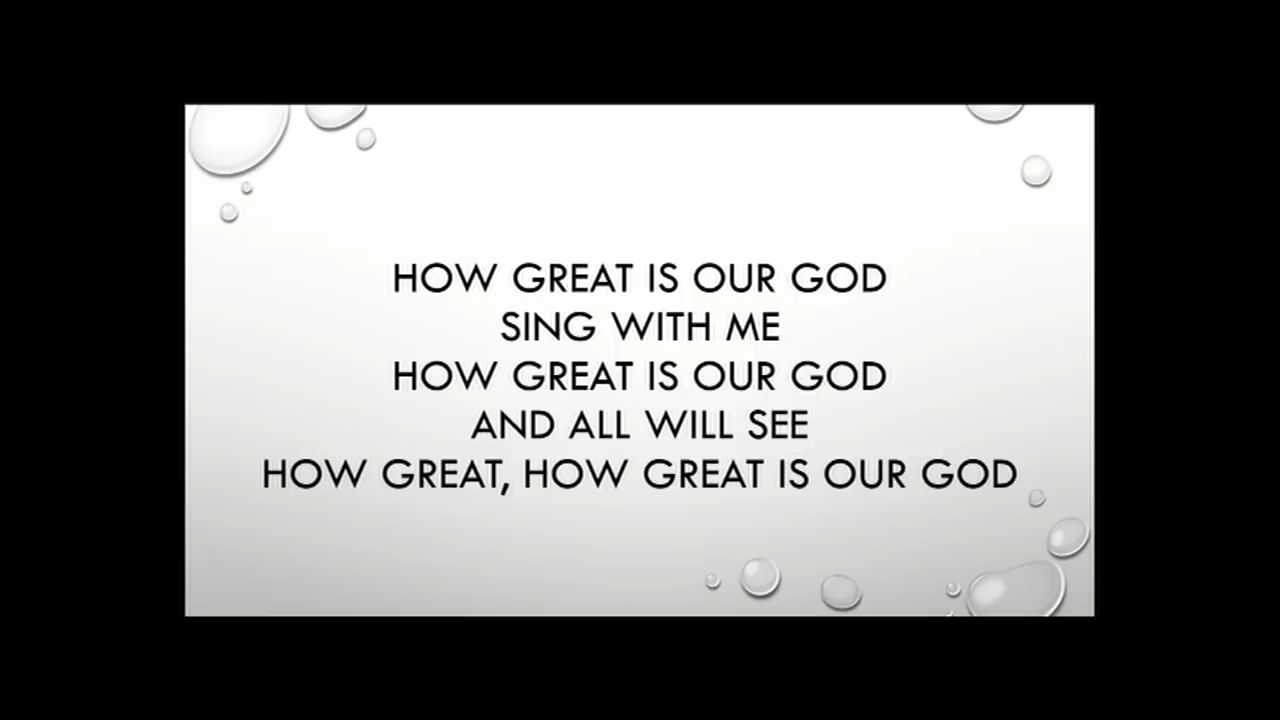 HOW GREAT IS OUR GOD
SING WITH ME
HOW GREAT IS OUR GOD
AND ALL WILL SEE
HOW GREAT, HOW GREAT IS OUR GOD